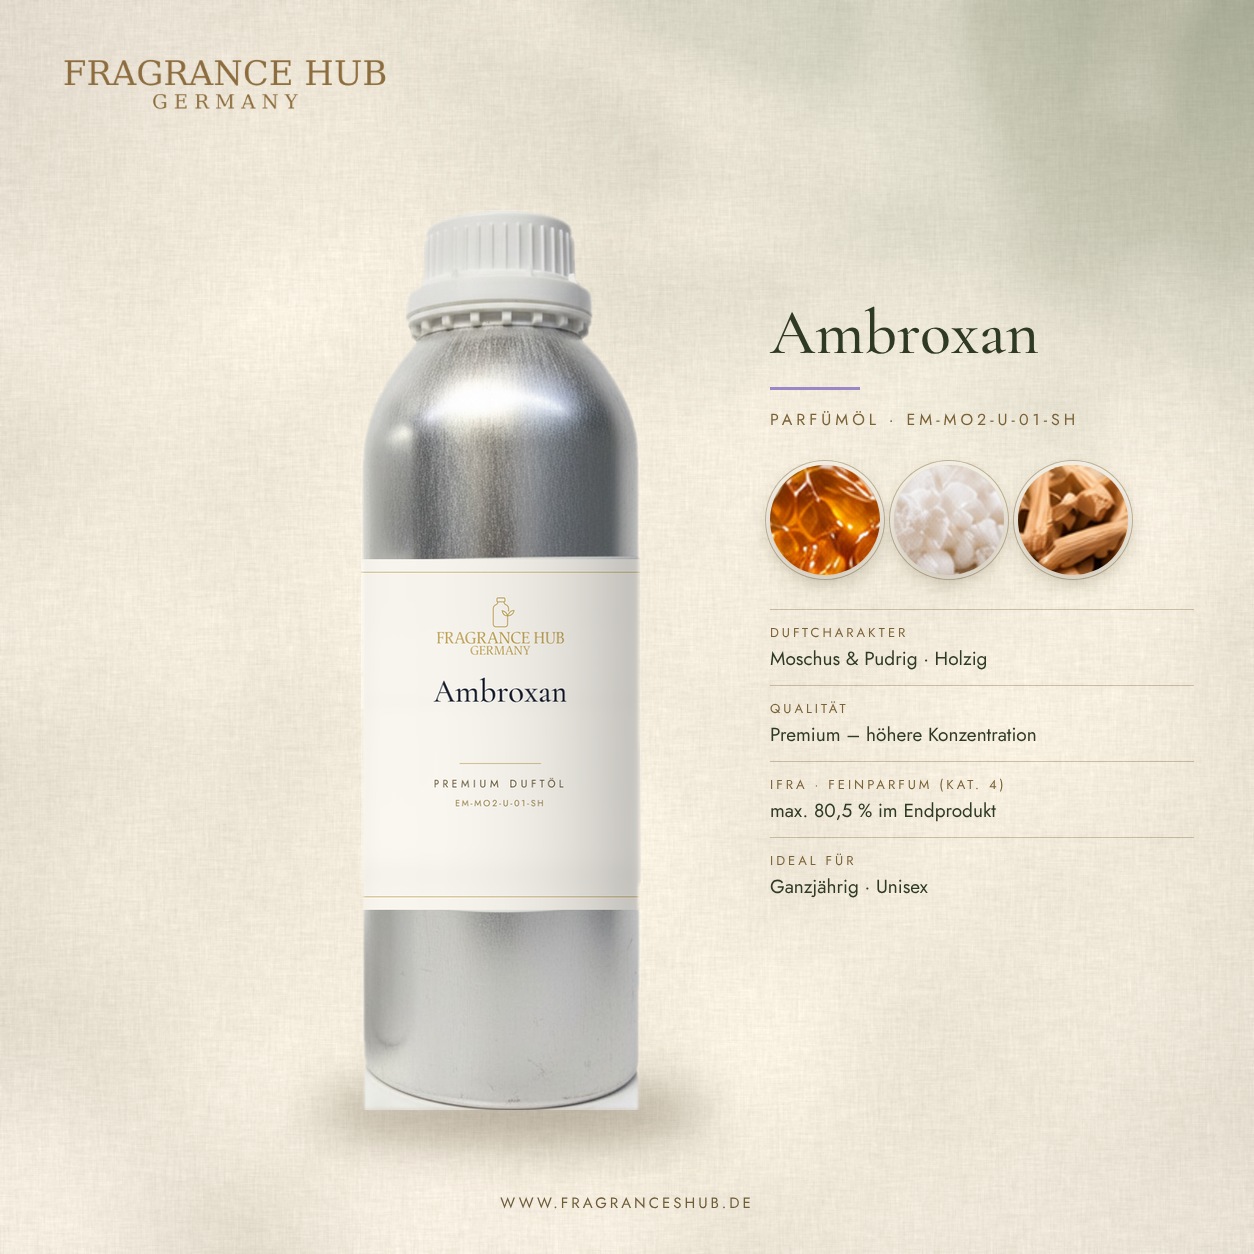 FRAGRANCE HUB
GERMANY
Ambroxan
PARFÜMÖL · EM-MO2-U-01-SH
DUFTCHARAKTER
Moschus & Pudrig · Holzig
QUALITÄT
Premium – höhere Konzentration
IFRA · FEINPARFUM (KAT. 4)
max. 80,5 % im Endprodukt
IDEAL FÜR
Ganzjährig · Unisex
FRAGRANCE HUB
GERMANY
Ambroxan
PREMIUM DUFTÖL
EM-MO2-U-01-SH
WWW.FRAGRANCESHUB.DE